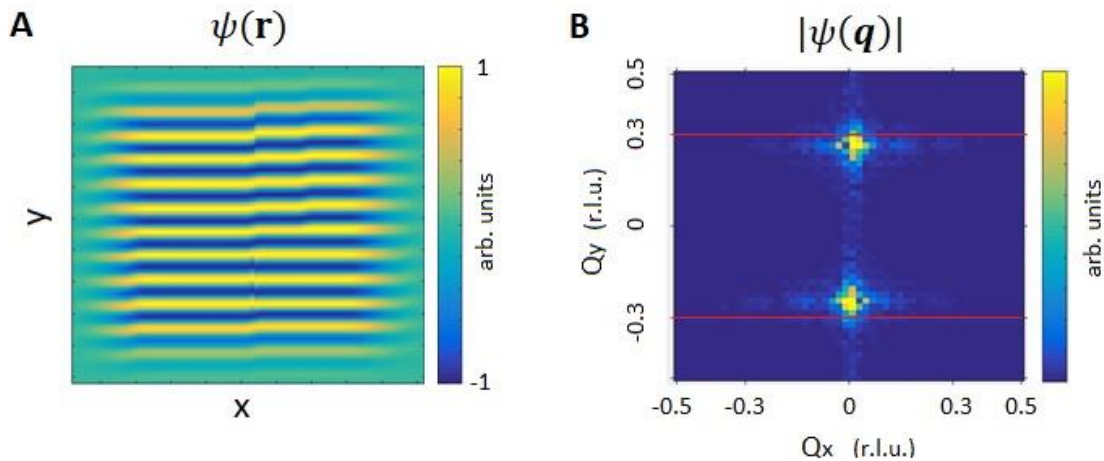 A
ψ(r)
1
-1
arb. units
y
x
B
|ψ(q)|
0.5
0.3
0
-0.3
Qy (r.l.u.)
-0.5
-0.3
0
0.3
0.5
Qx (r.l.u.)
arb. units